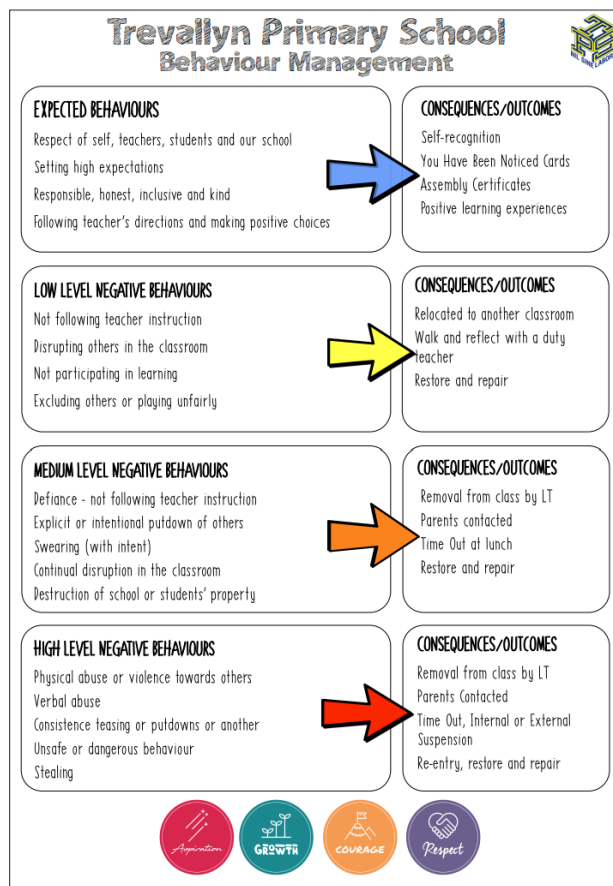 Trevallyn Primary School
Behaviour Management
NIL SINE LABORE
EXPECTED BEHAVIOURS
Respect of self, teachers, students and our school
Setting high expectations
Responsible, honest, inclusive and kind
Following teacher's directions and making positive choices
CONSEQUENCES/OUTCOMES
Self-recognition
You Have Been Noticed Cards
Assembly Certificates
Positive learning experiences
LOW LEVEL NEGATIVE BEHAVIOURS
Not following teacher instruction
Disrupting others in the classroom
Not participating in learning
Excluding others or playing unfairly
CONSEQUENCES/OUTCOMES
Relocated to another classroom
Walk and reflect with a duty
teacher
Restore and repair
MEDIUM LEVEL NEGATIVE BEHAVIOURS
Defiance - not following teacher instruction
Explicit or intentional putdown of others
Swearing (with intent)
Continual disruption in the classroom
Destruction of school or students' property
CONSEQUENCES/OUTCOMES
Removal from class by LT
Parents contacted
Time Out at lunch
Restore and repair
HIGH LEVEL NEGATIVE BEHAVIOURS
Physical abuse or violence towards others
Verbal abuse
Consistence teasing or putdowns or another
Unsafe or dangerous behaviour
Stealing
CONSEQUENCES/OUTCOMES
Removal from class by LT
Parents Contacted
Time Out, Internal or External
Suspension
Re-entry, restore and repair
Aspiration
GROWTH
COURAGE
Respect